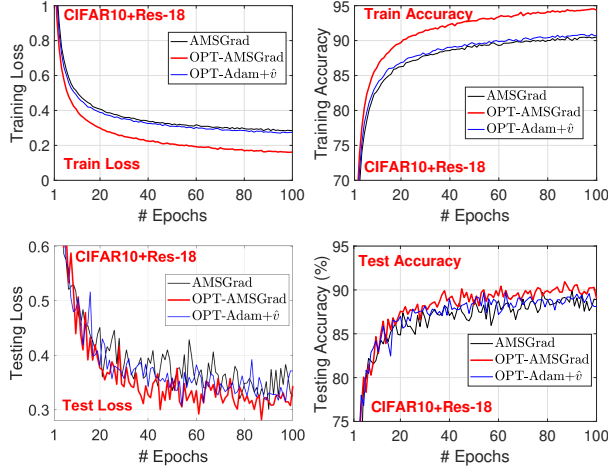 CIFAR10+Res-18
AMSGrad
OPT-AMSGrad
OPT-Adam+v̂
Train Loss
Training Loss
1
0.8
0.6
0.4
0.2
0
1 20 40 60 80 100
# Epochs
Train Accuracy
AMSGrad
OPT-AMSGrad
OPT-Adam+v̂
CIFAR10+Res-18
Training Accuracy
95
90
85
80
75
70
1 20 40 60 80 100
# Epochs
CIFAR10+Res-18
AMSGrad
OPT-AMSGrad
OPT-Adam+v̂
Test Loss
Testing Loss
0.6
0.5
0.4
0.3
1 20 40 60 80 100
# Epochs
Test Accuracy
AMSGrad
OPT-AMSGrad
OPT-Adam+v̂
CIFAR10+Res-18
Testing Accuracy (%)
95
90
85
80
75
1 20 40 60 80 100
# Epochs